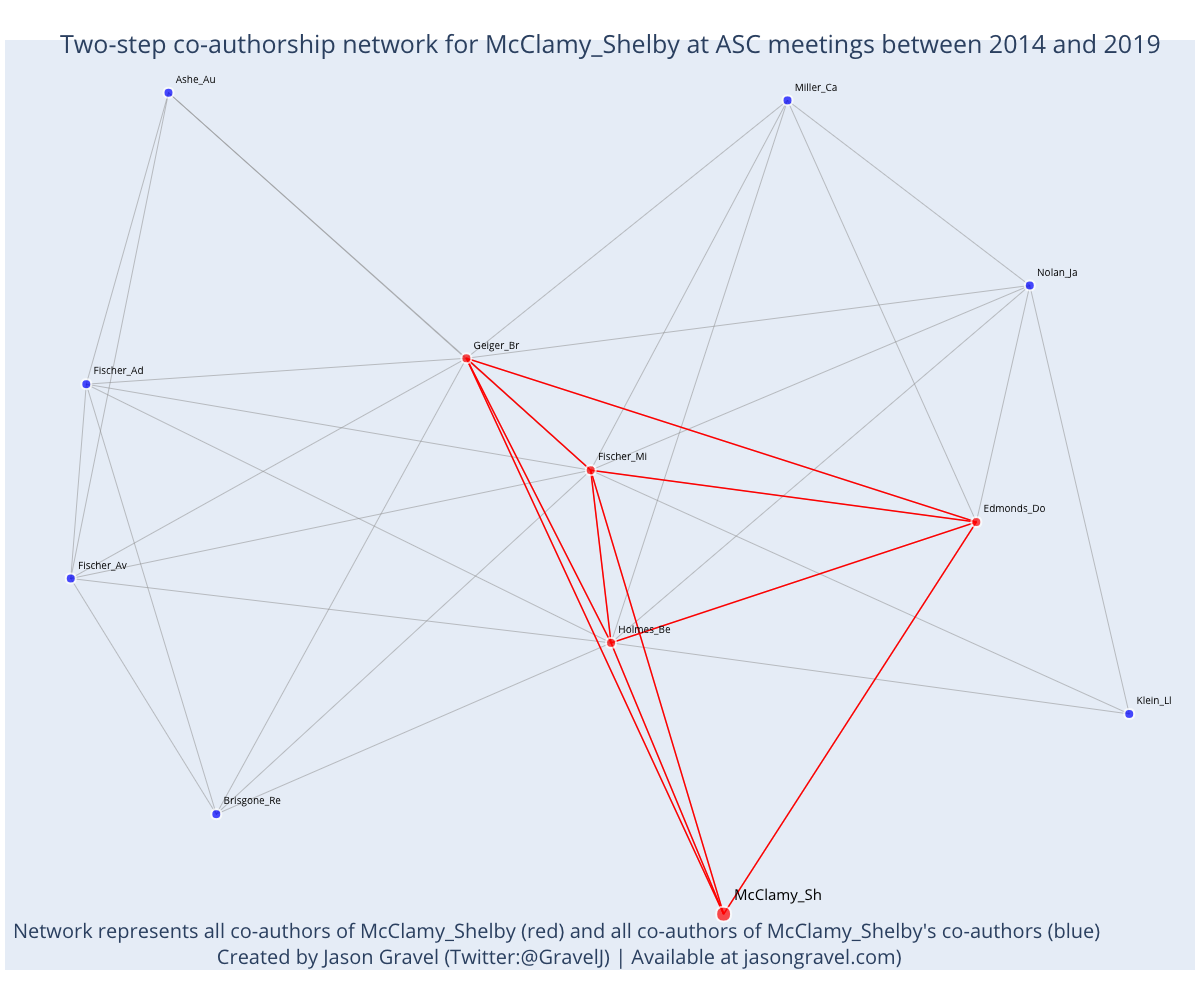 Two-step co-authorship network for McClamy_Shelby at ASC meetings between 2014 and 2019
Ashe_Au
Miller_Ca
Nolan_Ja
Geiger_Br
Fischer_Ad
Fischer_Mi
Edmonds_Do
Fischer_Av
Holmes_Be
Klein_Ll
Brisgone_Re
McClamy_Sh
Network represents all co-authors of McClamy_Shelby (red) and all co-authors of McClamy_Shelby's co-authors (blue)
Created by Jason Gravel (Twitter:@GravelJ) | Available at jasongravel.com)